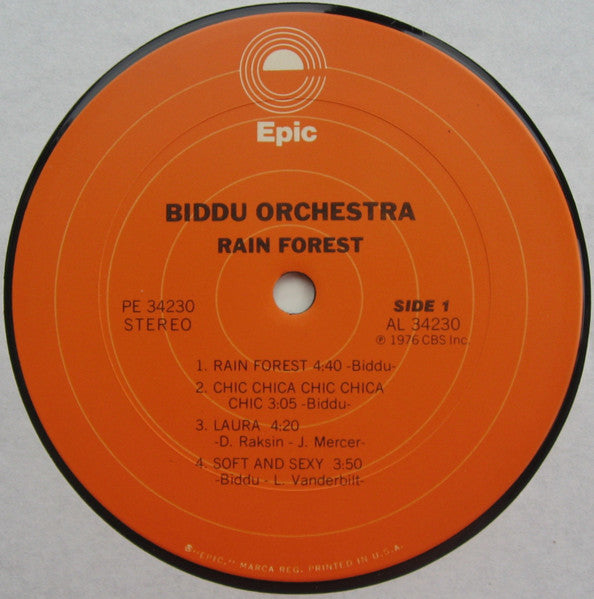 Epic
BIDDU ORCHESTRA
RAIN FOREST
PE 34230
STEREO
SIDE 1
AL 34230
℗ 1976 CBS Inc.
1. RAIN FOREST 4:40 -Biddu-
2. CHIC CHICA CHIC CHICA
CHIC 3:05 -Biddu-
3. LAURA 4:20
-D. Raksin - J. Mercer-
4. SOFT AND SEXY 3:50
-Biddu - L. Vanderbilt-
® "EPIC," MARCA REG. PRINTED IN U.S.A.